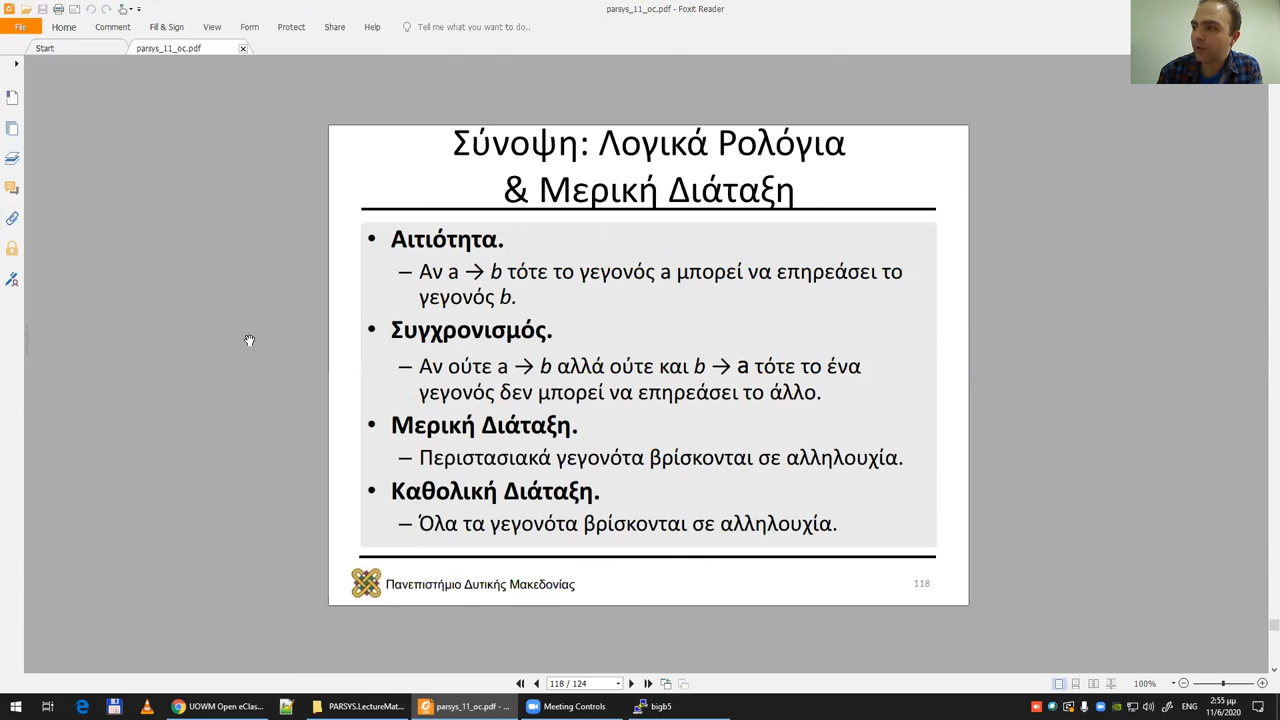 parsys_11_oc.pdf - Foxit Reader
File Home Comment Fill & Sign View Form Protect Share Help Tell me what you want to do..
Start parsys_11_oc.pdf
Σύνοψη: Λογικά Ρολόγια
& Μερική Διάταξη
• Αιτιότητα.
– Αν a → b τότε το γεγονός a μπορεί να επηρεάσει το
γεγονός b.
• Συγχρονισμός.
– Αν ούτε a → b αλλά ούτε και b → a τότε το ένα
γεγονός δεν μπορεί να επηρεάσει το άλλο.
• Μερική Διάταξη.
– Περιστασιακά γεγονότα βρίσκονται σε αλληλουχία.
• Καθολική Διάταξη.
– Όλα τα γεγονότα βρίσκονται σε αλληλουχία.
Πανεπιστήμιο Δυτικής Μακεδονίας 118
118 / 124 100%
UOWM Open eClas... PARSYS.LectureMat... parsys_11_oc.pdf - ... Meeting Controls bigb5 ENG 2:55 μμ
11/6/2020